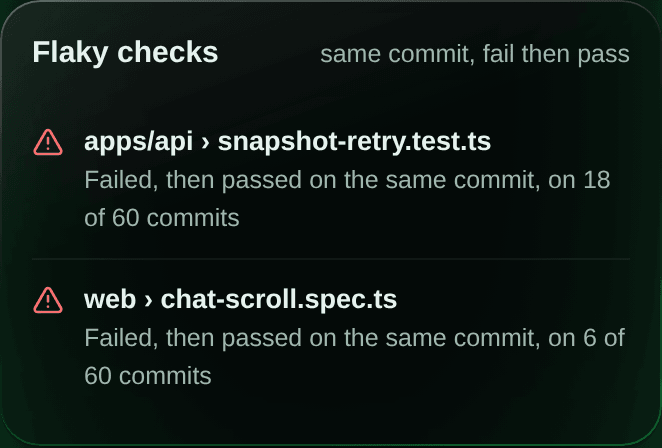 Flaky checks
same commit, fail then pass
apps/api › snapshot-retry.test.ts
Failed, then passed on the same commit, on 18
of 60 commits
web › chat-scroll.spec.ts
Failed, then passed on the same commit, on 6 of
60 commits